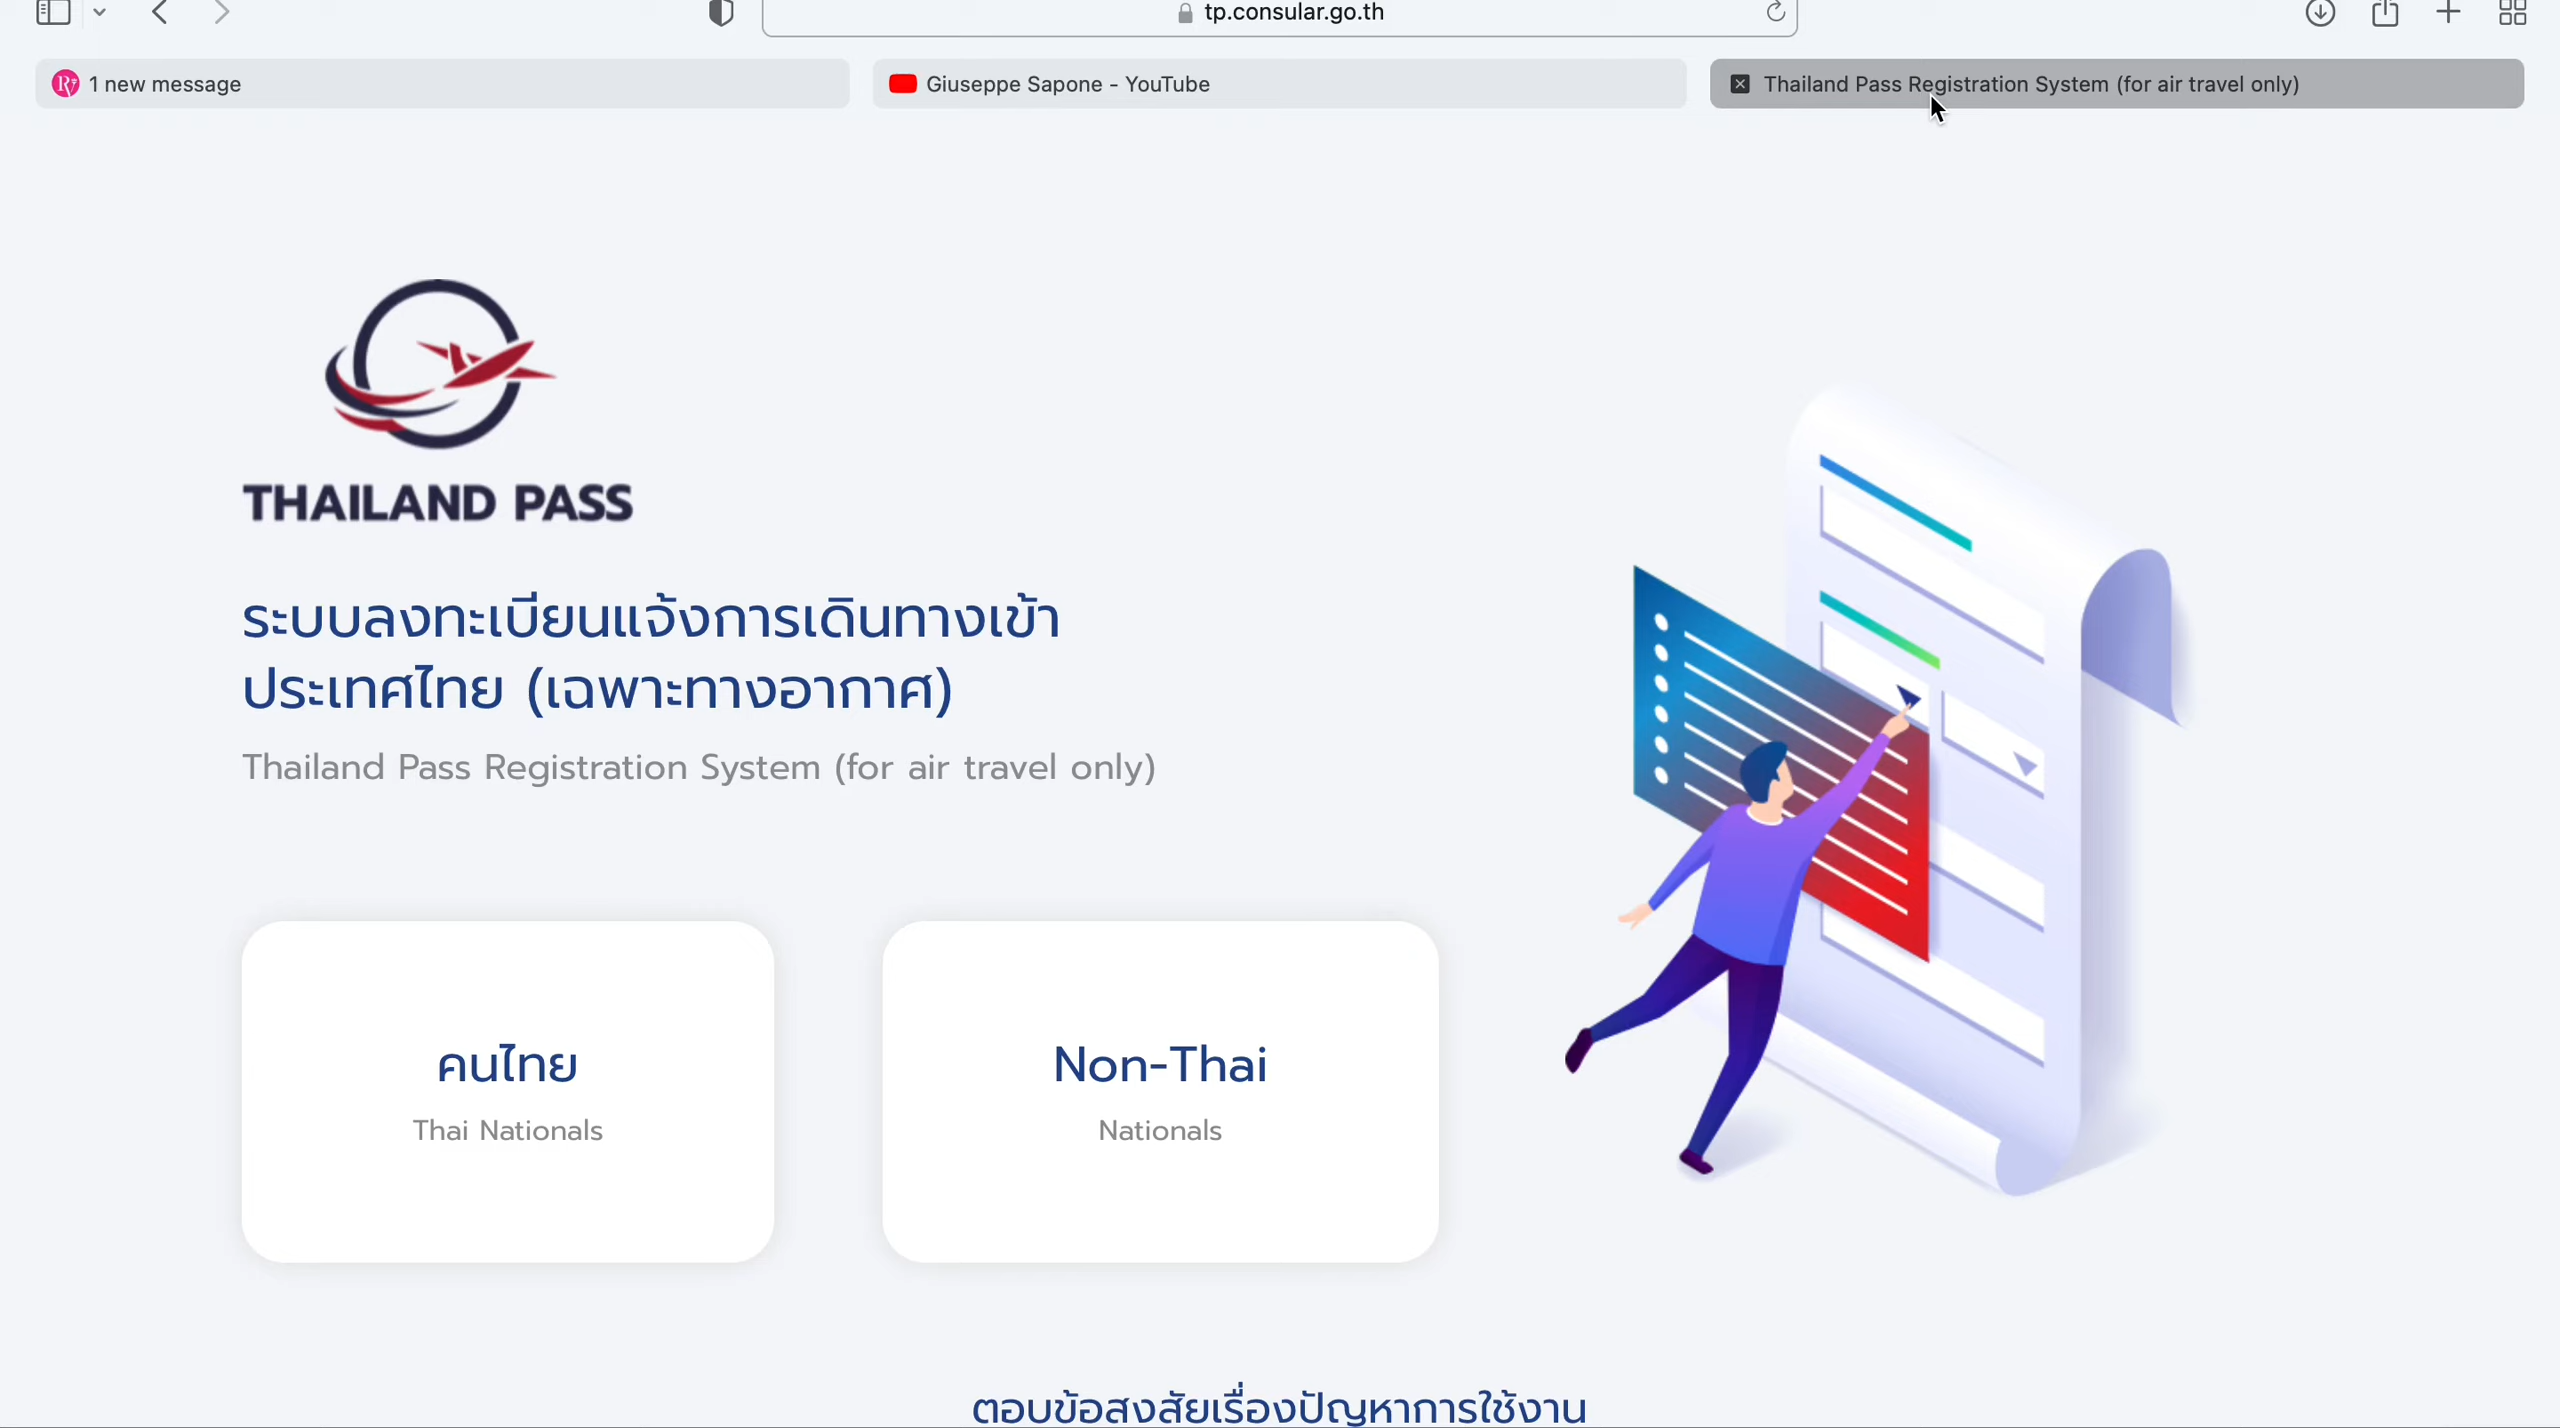 tp.consular.go.th
1 new message
Giuseppe Sapone - YouTube
Thailand Pass Registration System (for air travel only)
THAILAND PASS
ระบบลงทะเบียนแจ้งการเดินทางเข้า
ประเทศไทย (เฉพาะทางอากาศ)
Thailand Pass Registration System (for air travel only)
คนไทย
Thai Nationals
Non-Thai
Nationals
ตอบข้อสงสัยเรื่องปัญหาการใช้งาน